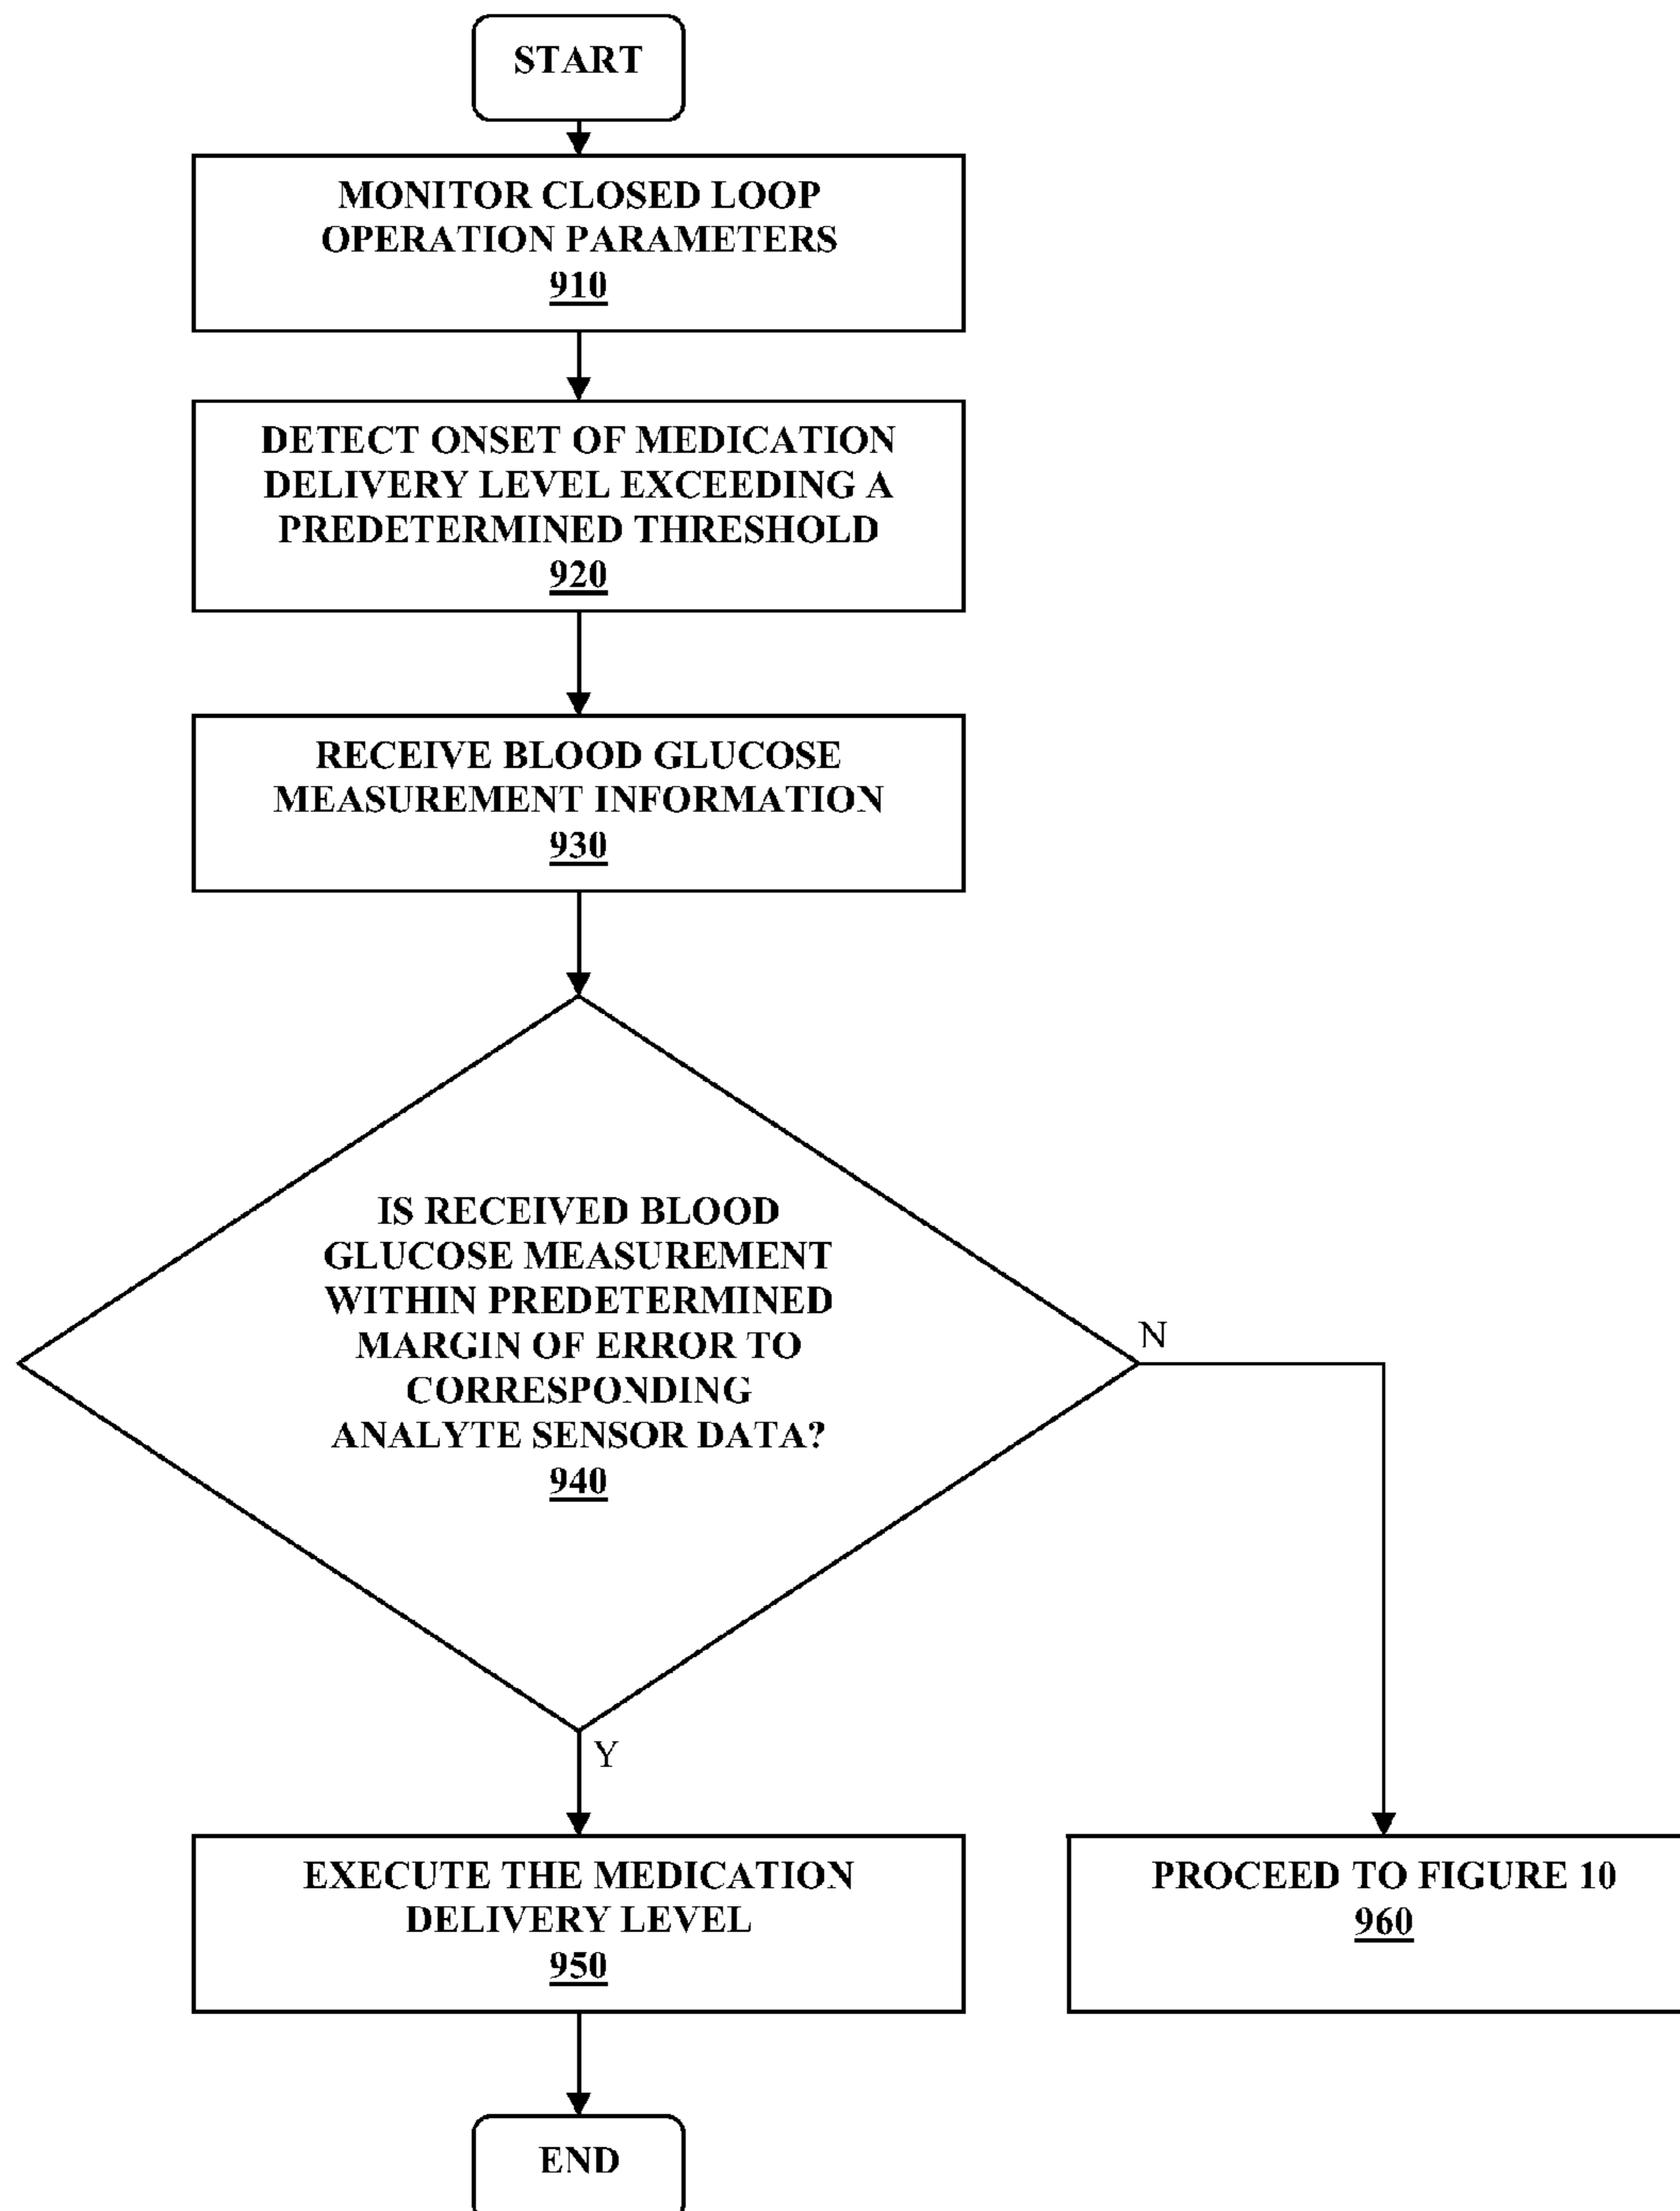 START
MONITOR CLOSED LOOP
OPERATION PARAMETERS
910
DETECT ONSET OF MEDICATION
DELIVERY LEVEL EXCEEDING A
PREDETERMINED THRESHOLD
920
RECEIVE BLOOD GLUCOSE
MEASUREMENT INFORMATION
930
IS RECEIVED BLOOD
GLUCOSE MEASUREMENT
WITHIN PREDETERMINED
MARGIN OF ERROR TO
CORRESPONDING
ANALYTE SENSOR DATA?
940
N
Y
EXECUTE THE MEDICATION
DELIVERY LEVEL
950
PROCEED TO FIGURE 10
960
END